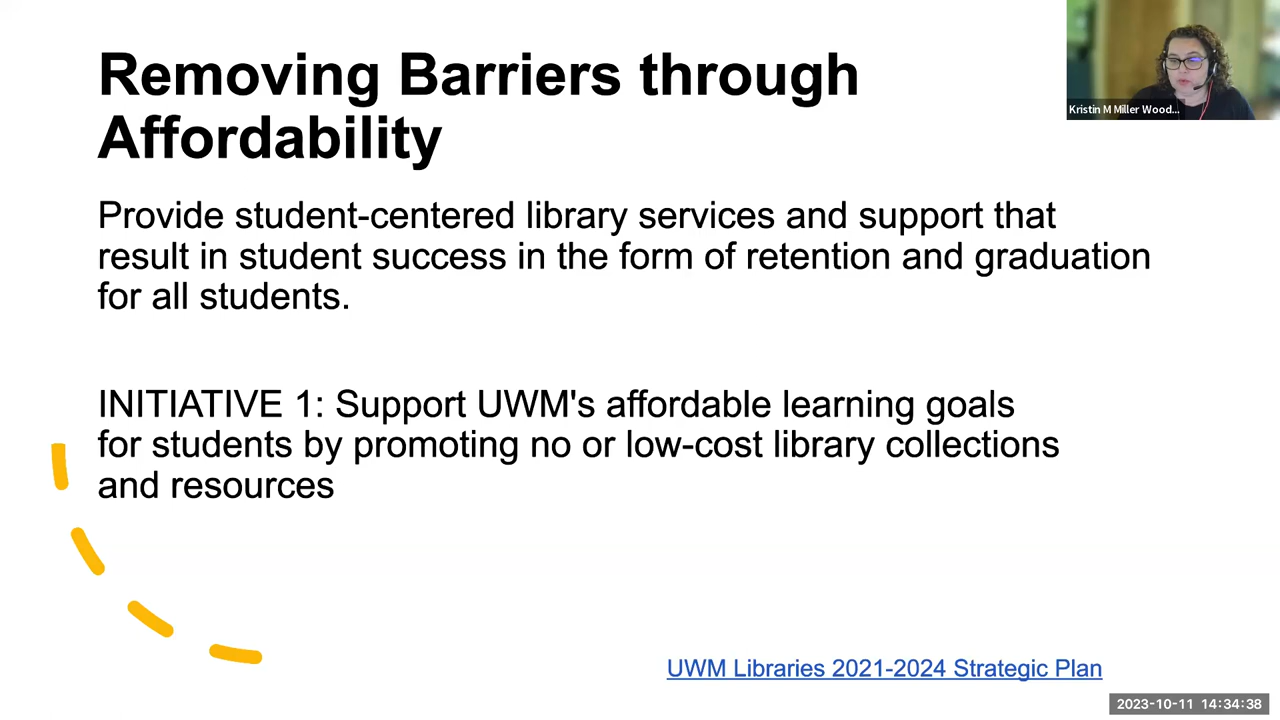 Removing Barriers through
Affordability
Kristin M Miller Wood...
Provide student-centered library services and support that
result in student success in the form of retention and graduation
for all students.
INITIATIVE 1: Support UWM's affordable learning goals
for students by promoting no or low-cost library collections
and resources
UWM Libraries 2021-2024 Strategic Plan
2023-10-11 14:34:38